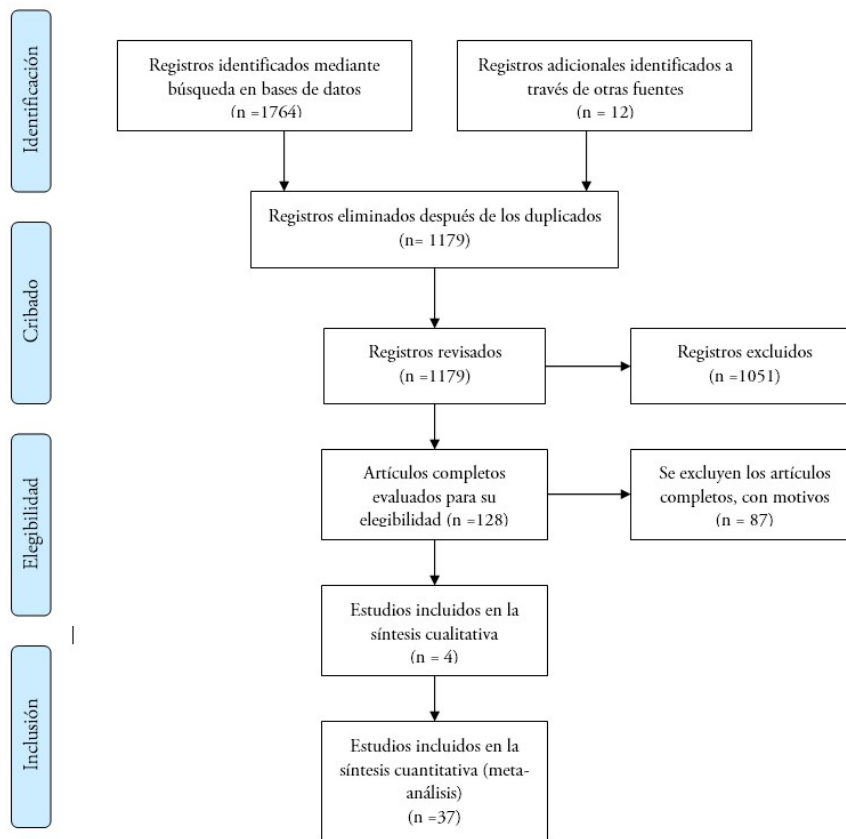 Identificación
Registros identificados mediante
búsqueda en bases de datos
(n =1764)
Registros adicionales identificados a
través de otras fuentes
(n = 12)
Registros eliminados después de los duplicados
(n= 1179)
Cribado
Registros revisados
(n =1179)
Registros excluidos
(n =1051)
Elegibilidad
Artículos completos
evaluados para su
elegibilidad (n =128)
Se excluyen los artículos
completos, con motivos
(n = 87)
Estudios incluidos en la
síntesis cualitativa
(n = 4)
Inclusión
Estudios incluidos en la
síntesis cuantitativa (meta-
análisis)
(n =37)